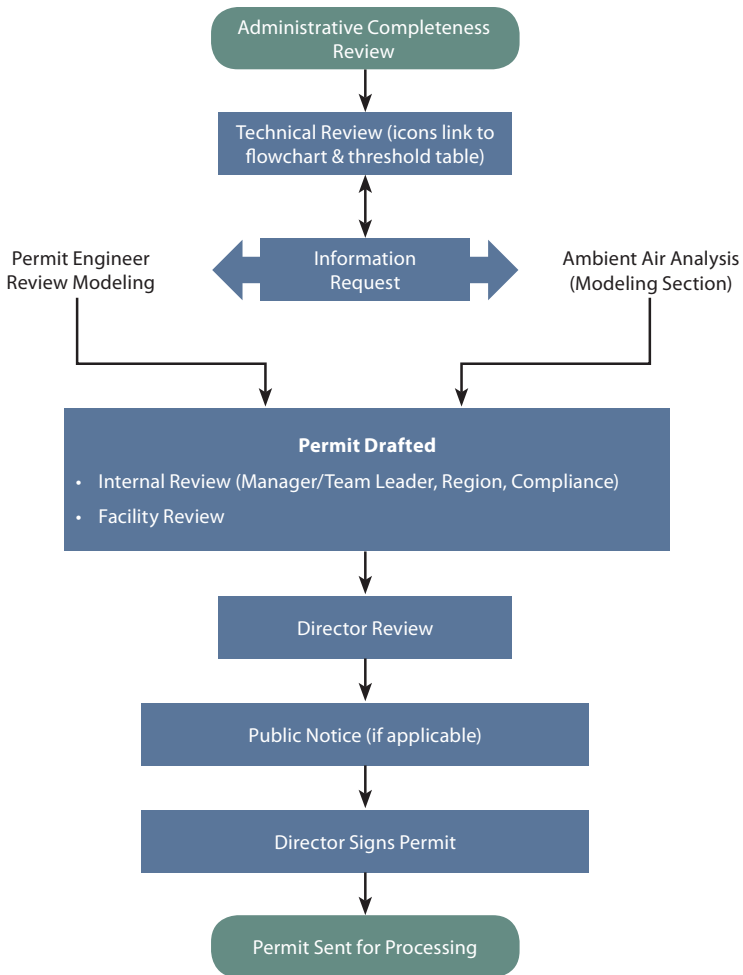 Administrative Completeness
Review
Technical Review (icons link to
flowchart & threshold table)
Permit Engineer
Review Modeling
Information
Request
Ambient Air Analysis
(Modeling Section)
Permit Drafted
• Internal Review (Manager/Team Leader, Region, Compliance)
• Facility Review
Director Review
Public Notice (if applicable)
Director Signs Permit
Permit Sent for Processing